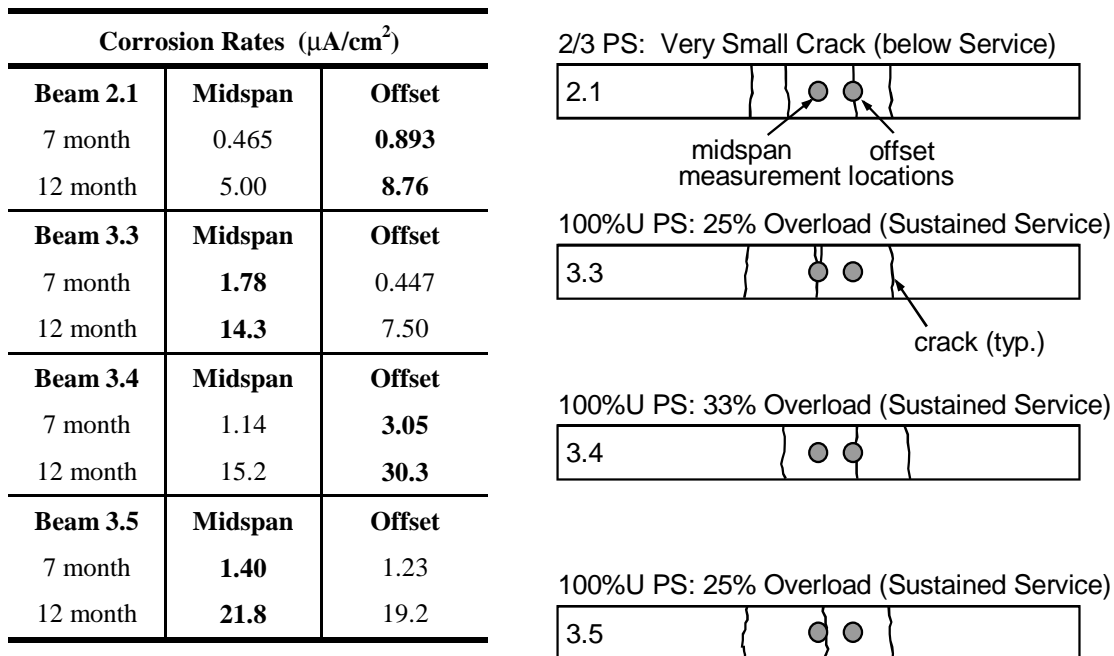 Corrosion Rates (μA/cm²)
Beam 2.1 Midspan Offset
7 month 0.465 0.893
12 month 5.00 8.76
Beam 3.3 Midspan Offset
7 month 1.78 0.447
12 month 14.3 7.50
Beam 3.4 Midspan Offset
7 month 1.14 3.05
12 month 15.2 30.3
Beam 3.5 Midspan Offset
7 month 1.40 1.23
12 month 21.8 19.2
2/3 PS: Very Small Crack (below Service)
2.1
midspan offset
measurement locations
100%U PS: 25% Overload (Sustained Service)
3.3
crack (typ.)
100%U PS: 33% Overload (Sustained Service)
3.4
100%U PS: 25% Overload (Sustained Service)
3.5